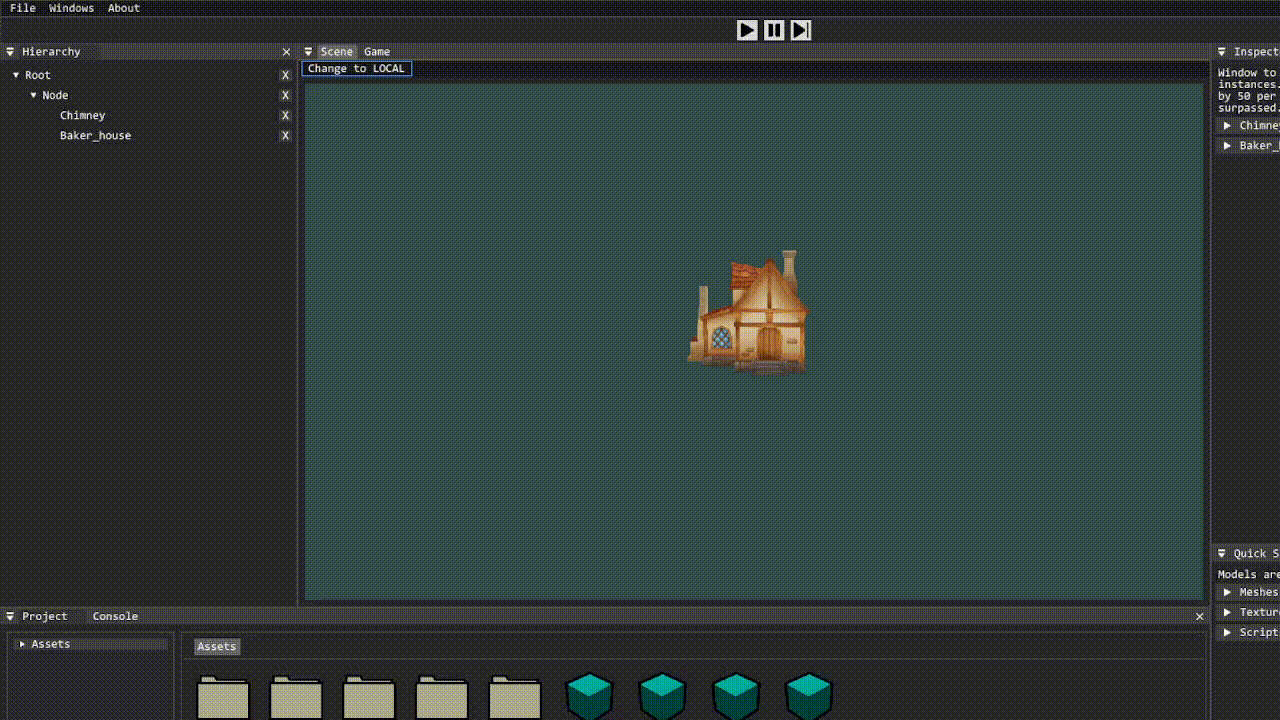 File Windows About
Hierarchy
Scene Game
Change to LOCAL
Root X
Node X
Chimney X
Baker_house X
Inspect
Window to
instances.
by 50 per
surpassed.
Chimney
Baker_
Quick S
Models are
Meshes
Textur
Script
Project Console
Assets
Assets